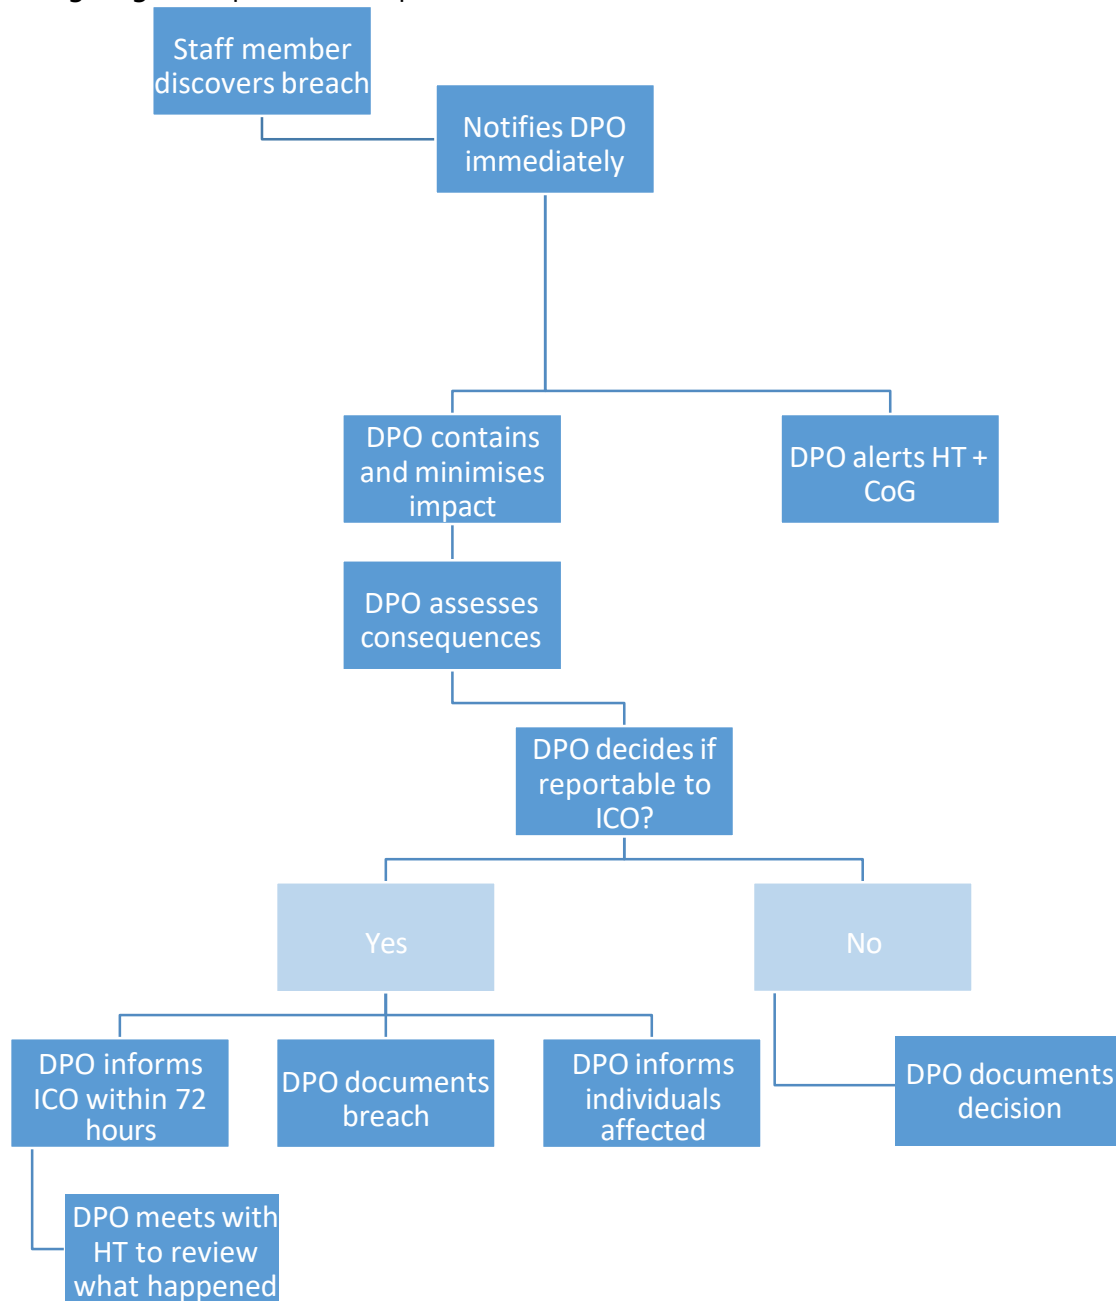 Staff member
discovers breach
Notifies DPO
immediately
DPO contains
and minimises
impact
DPO alerts HT +
CoG
DPO assesses
consequences
DPO decides if
reportable to
ICO?
Yes
No
DPO informs
ICO within 72
hours
DPO documents
breach
DPO informs
individuals
affected
DPO documents
decision
DPO meets with
HT to review
what happened